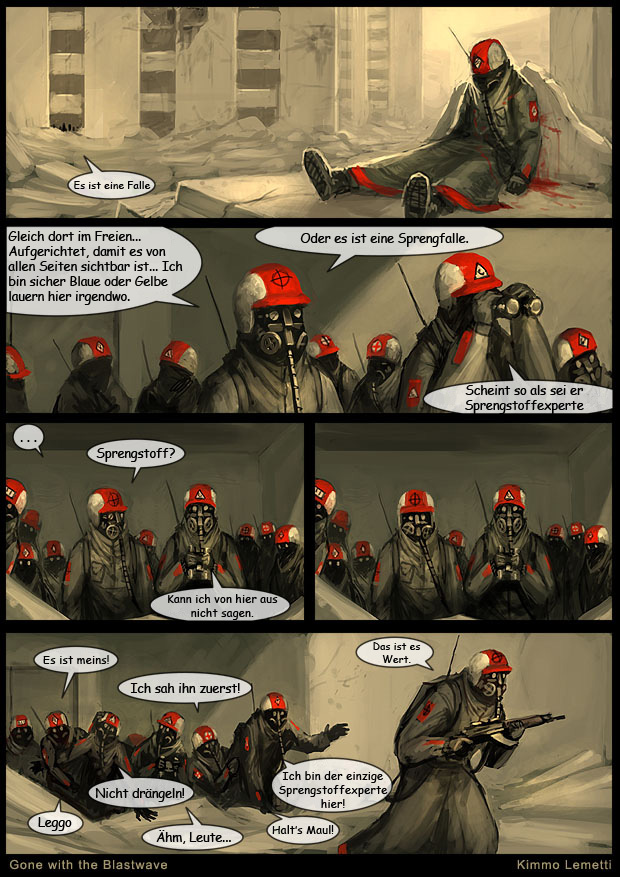 Es ist eine Falle
Gleich dort im Freien...
Aufgerichtet, damit es von
allen Seiten sichtbar ist... Ich
bin sicher Blaue oder Gelbe
lauern hier irgendwo.
Oder es ist eine Sprengfalle.
Scheint so als sei er
Sprengstoffexperte
...
Sprengstoff?
Kann ich von hier aus
nicht sagen.
Es ist meins!
Ich sah ihn zuerst!
Das ist es
Wert.
Nicht drängeln!
Ich bin der einzige
Sprengstoffexperte
hier!
Leggo
Ähm, Leute...
Halt's Maul!
Gone with the Blastwave
Kimmo Lemetti